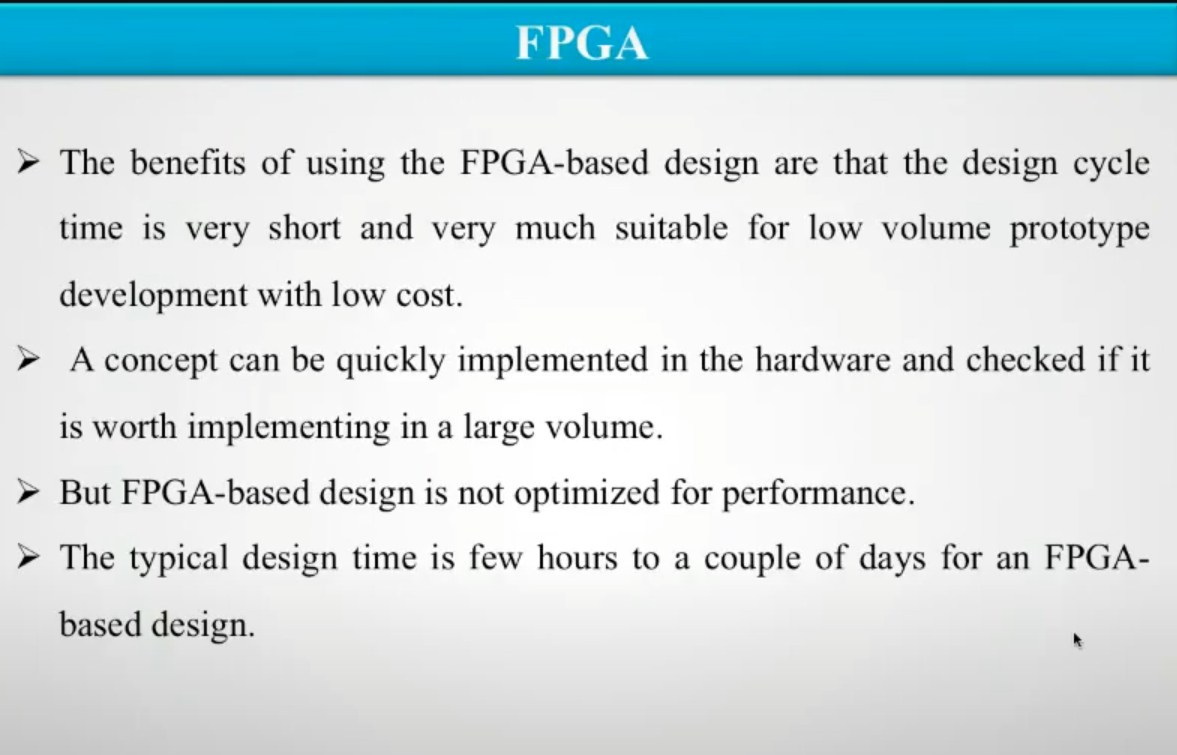 FPGA
➢ The benefits of using the FPGA-based design are that the design cycle
time is very short and very much suitable for low volume prototype
development with low cost.
➢ A concept can be quickly implemented in the hardware and checked if it
is worth implementing in a large volume.
➢ But FPGA-based design is not optimized for performance.
➢ The typical design time is few hours to a couple of days for an FPGA-
based design.